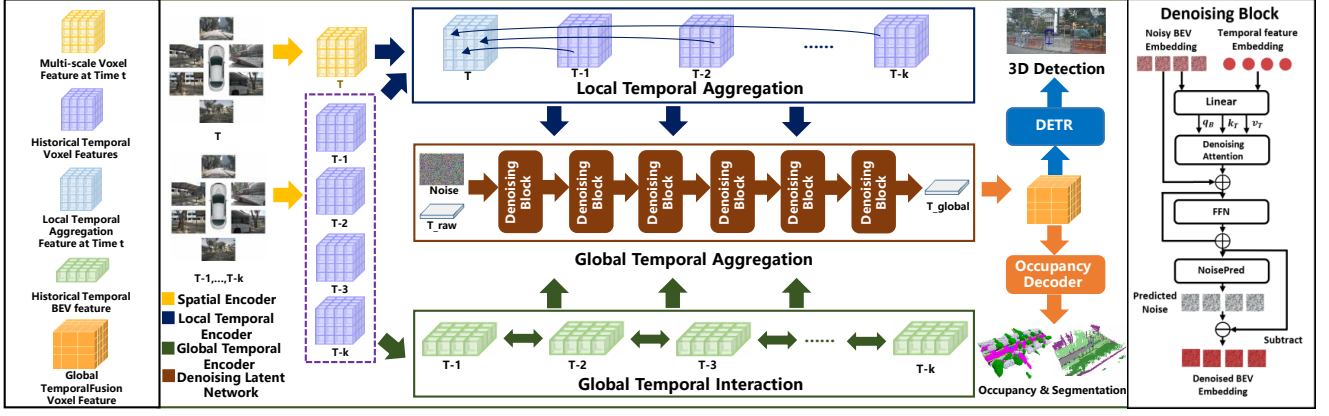 Multi-scale Voxel
Feature at Time t
Historical Temporal
Voxel Features
Local Temporal
Aggregation
Feature at Time t
Historical Temporal
BEV feature
Global
TemporalFusion
Voxel Feature
T
T-1,...,T-k
Spatial Encoder
Local Temporal
Encoder
Global Temporal
Encoder
Denoising Latent
Network
T
T-1
T-2
T-3
T-k
T
T-1
T-2
......
T-k
Local Temporal Aggregation
Noise
T_raw
Denoising
Block
Denoising
Block
Denoising
Block
Denoising
Block
Denoising
Block
Denoising
Block
T_global
Global Temporal Aggregation
T-1
T-2
T-3
......
T-k
Global Temporal Interaction
3D Detection
DETR
Occupancy
Decoder
Occupancy & Segmentation
Denoising Block
Noisy BEV
Embedding
Temporal feature
Embedding
Linear
q_B k_T v_T
Denoising
Attention
FFN
NoisePred
Predicted
Noise
Subtract
Denoised BEV
Embedding